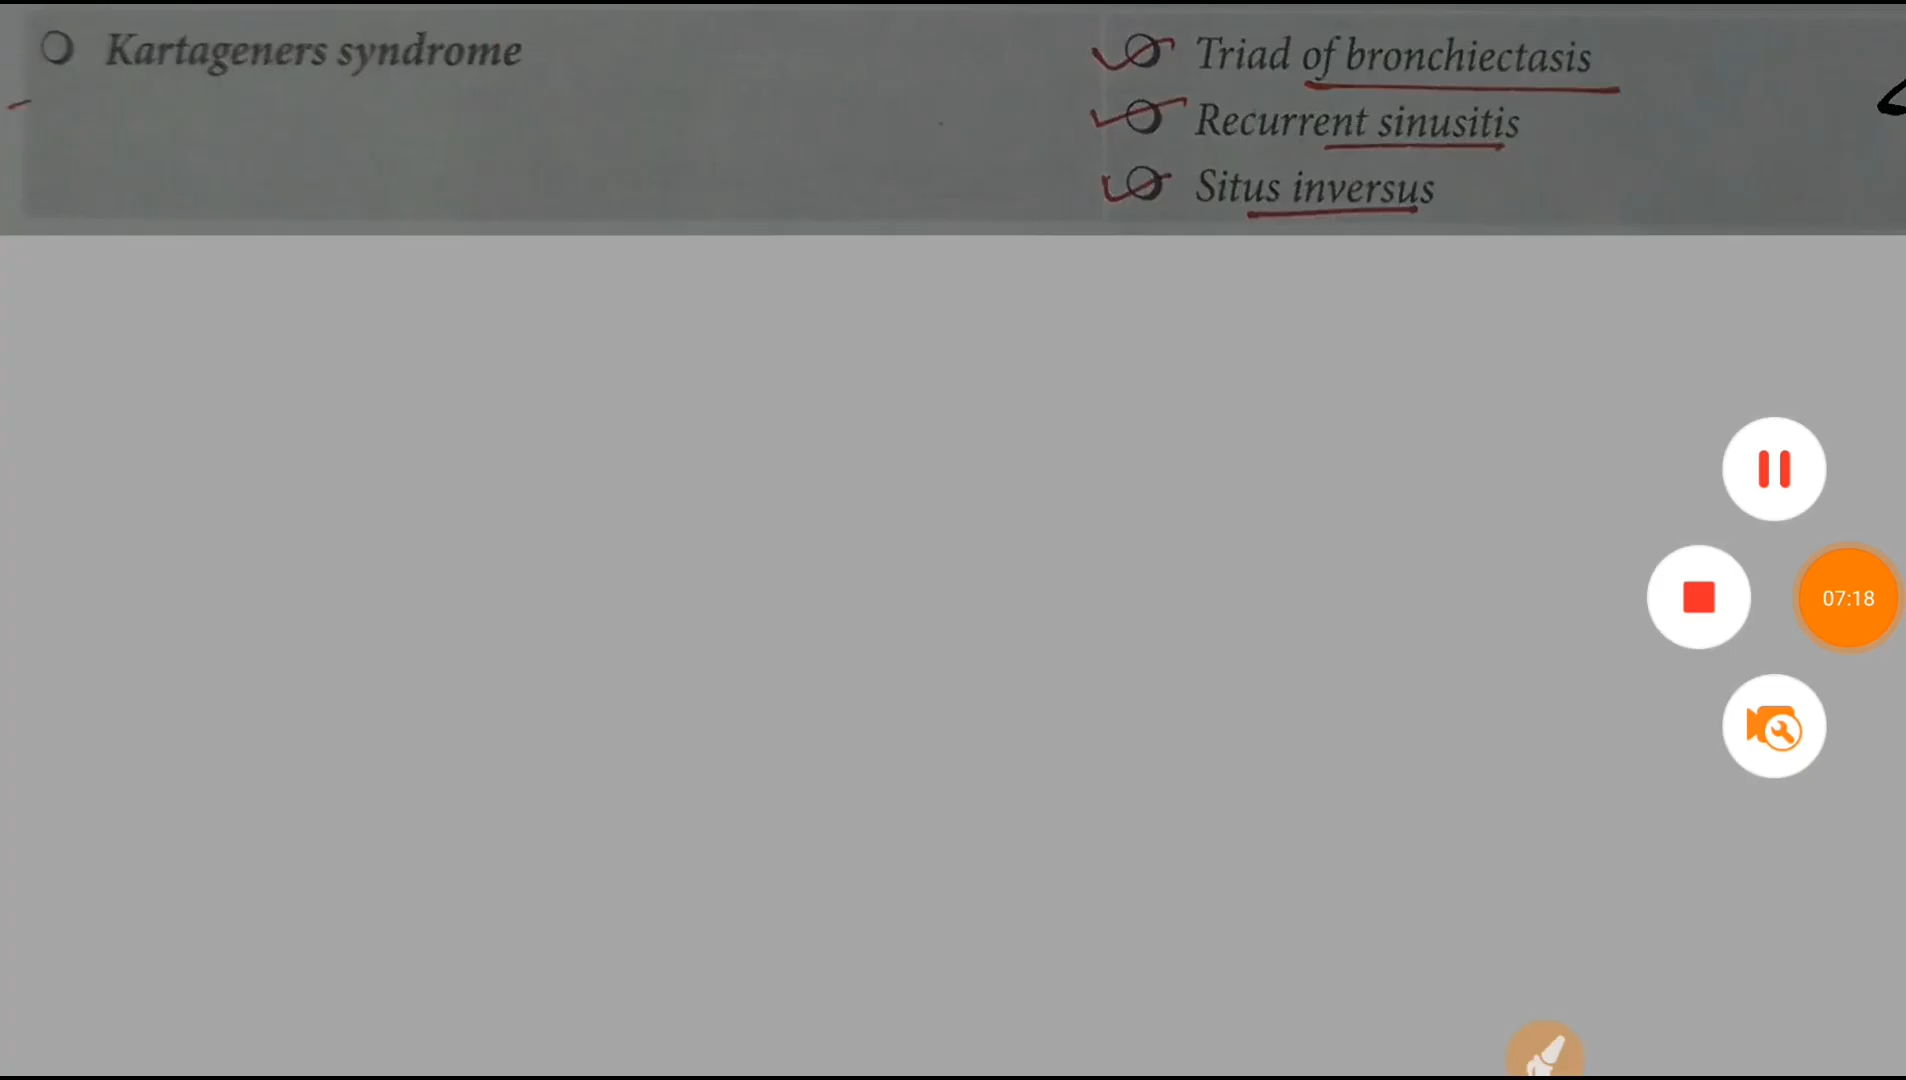 Kartageners syndrome
Triad of bronchiectasis
Recurrent sinusitis
Situs inversus
07:18